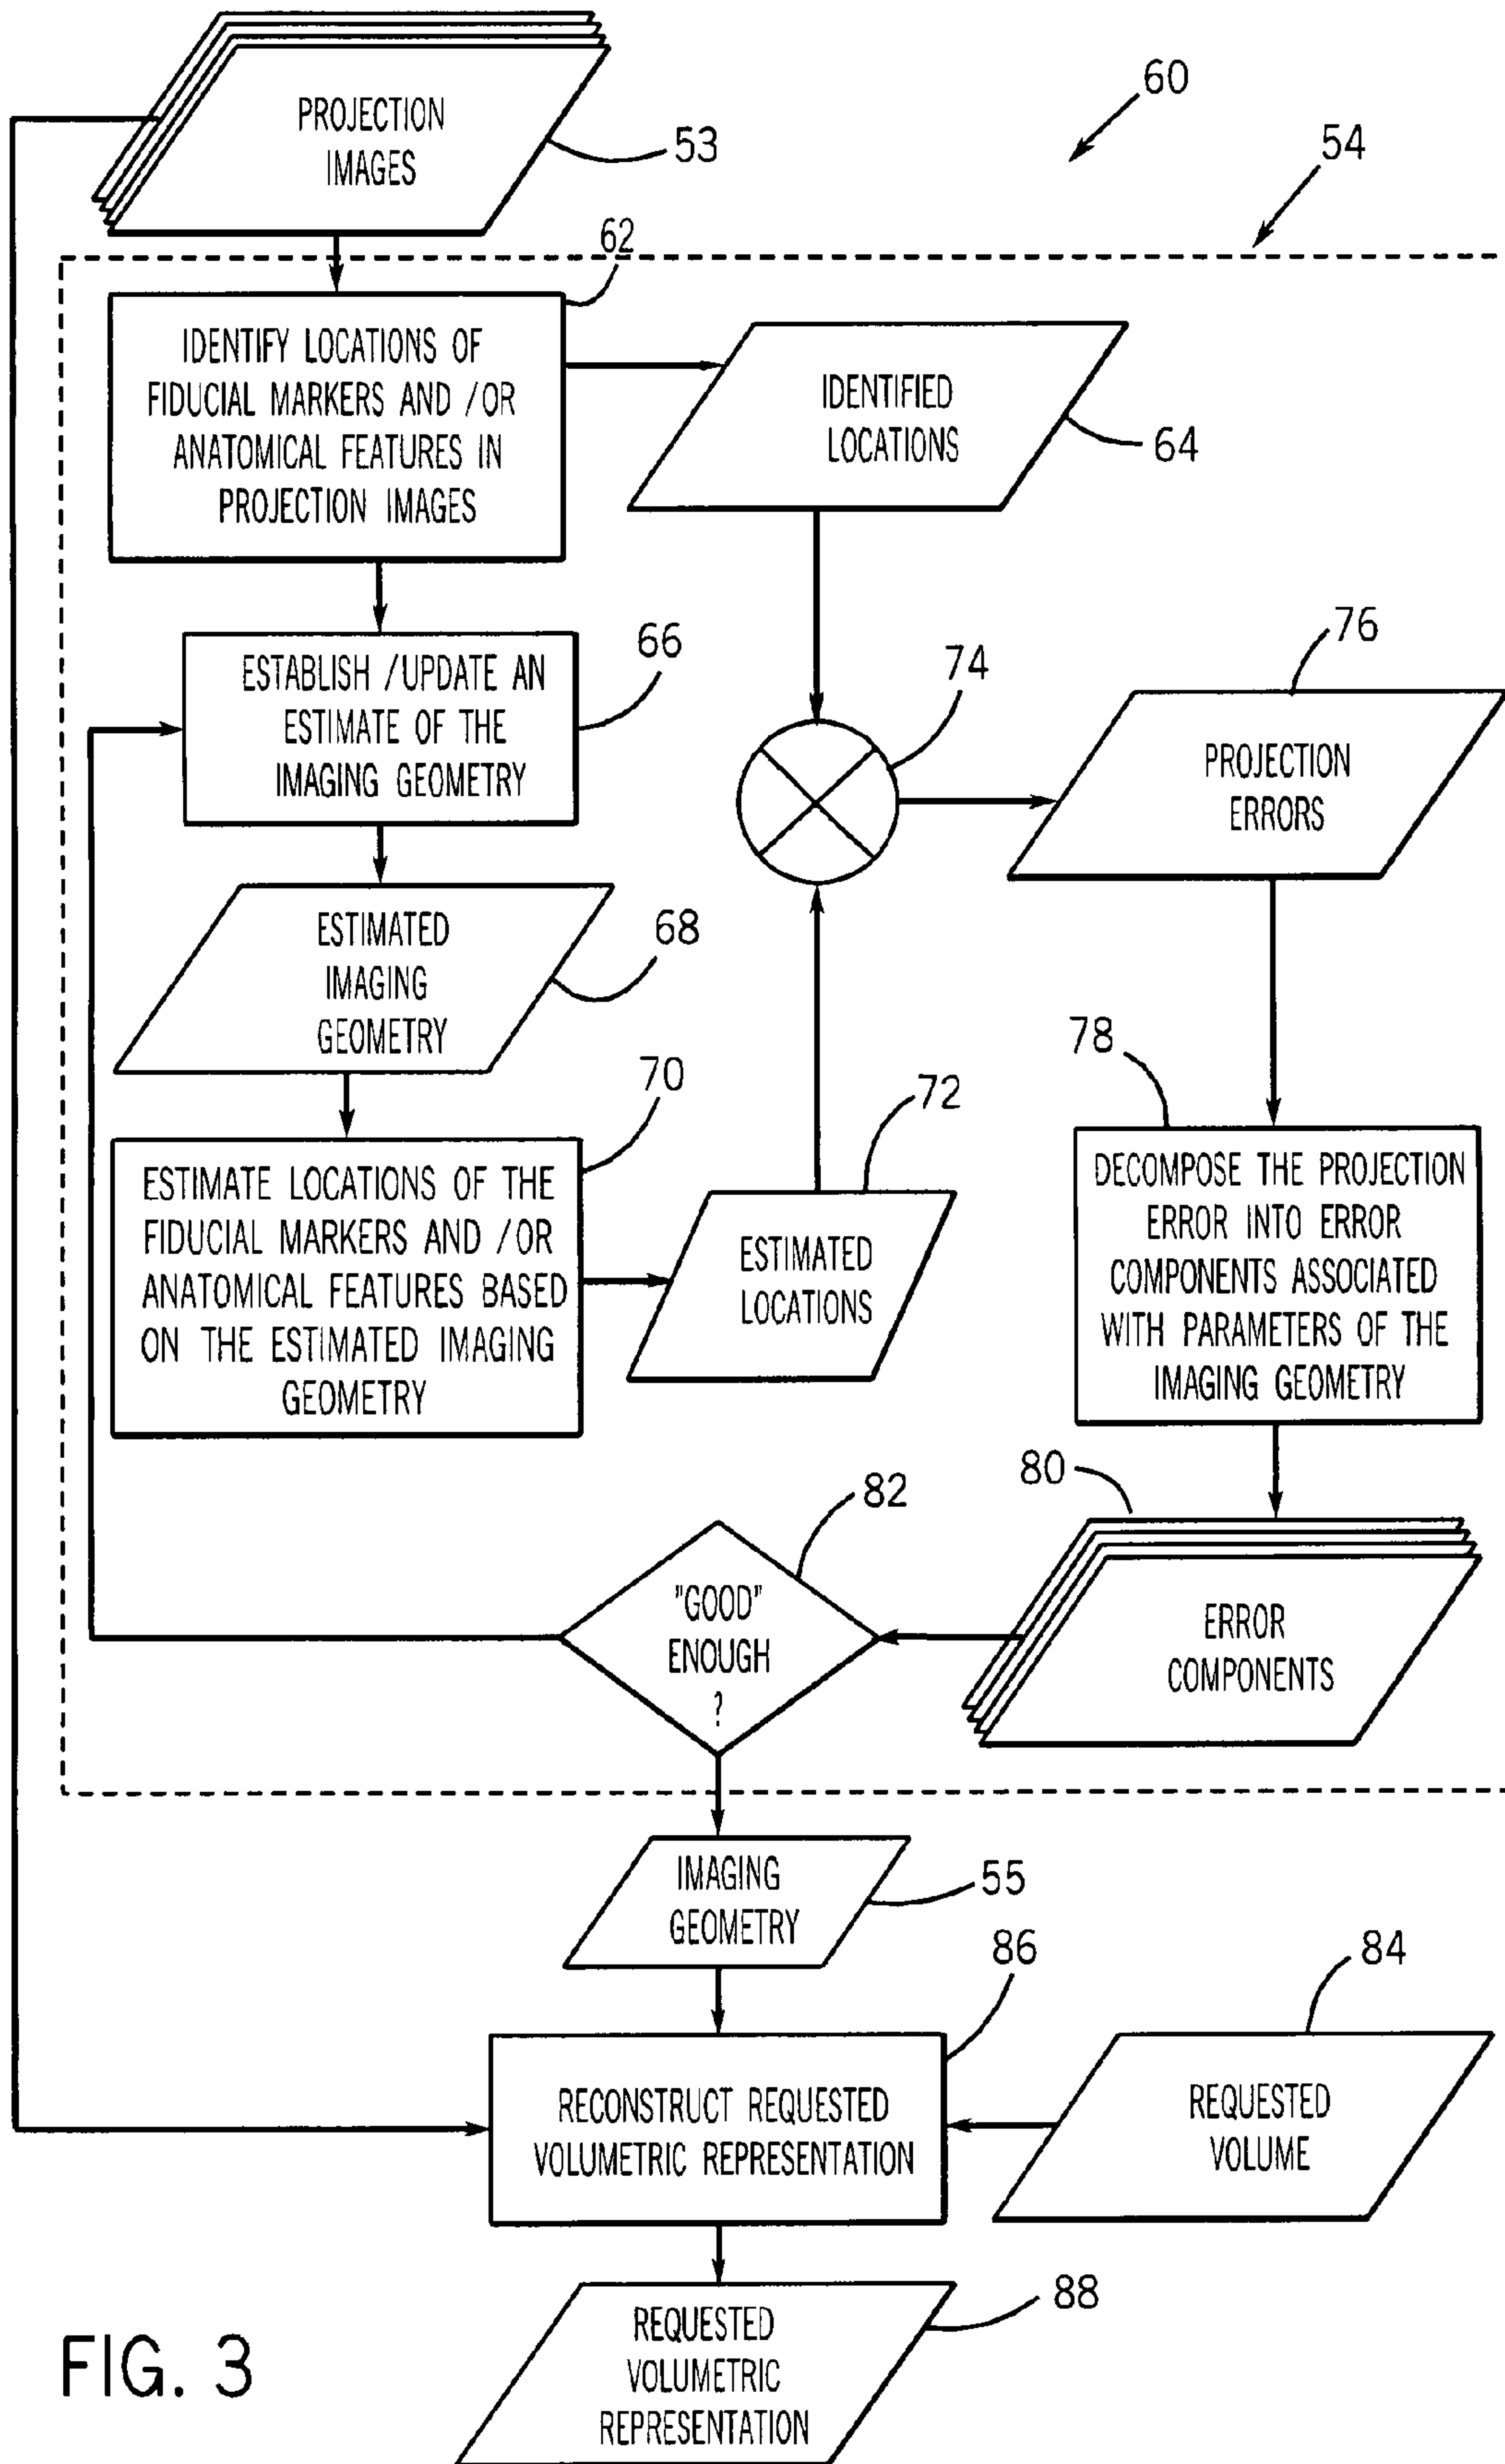 PROJECTION
IMAGES
53
60
54
62
IDENTIFY LOCATIONS OF
FIDUCIAL MARKERS AND /OR
ANATOMICAL FEATURES IN
PROJECTION IMAGES
IDENTIFIED
LOCATIONS
64
ESTABLISH /UPDATE AN
ESTIMATE OF THE
IMAGING GEOMETRY
66
74
76
PROJECTION
ERRORS
ESTIMATED
IMAGING
GEOMETRY
68
70
ESTIMATE LOCATIONS OF THE
FIDUCIAL MARKERS AND /OR
ANATOMICAL FEATURES BASED
ON THE ESTIMATED IMAGING
GEOMETRY
72
ESTIMATED
LOCATIONS
78
DECOMPOSE THE PROJECTION
ERROR INTO ERROR
COMPONENTS ASSOCIATED
WITH PARAMETERS OF THE
IMAGING GEOMETRY
80
ERROR
COMPONENTS
82
"GOOD"
ENOUGH
?
IMAGING
GEOMETRY
55
86
84
RECONSTRUCT REQUESTED
VOLUMETRIC REPRESENTATION
REQUESTED
VOLUME
REQUESTED
VOLUMETRIC
REPRESENTATION
88
FIG. 3